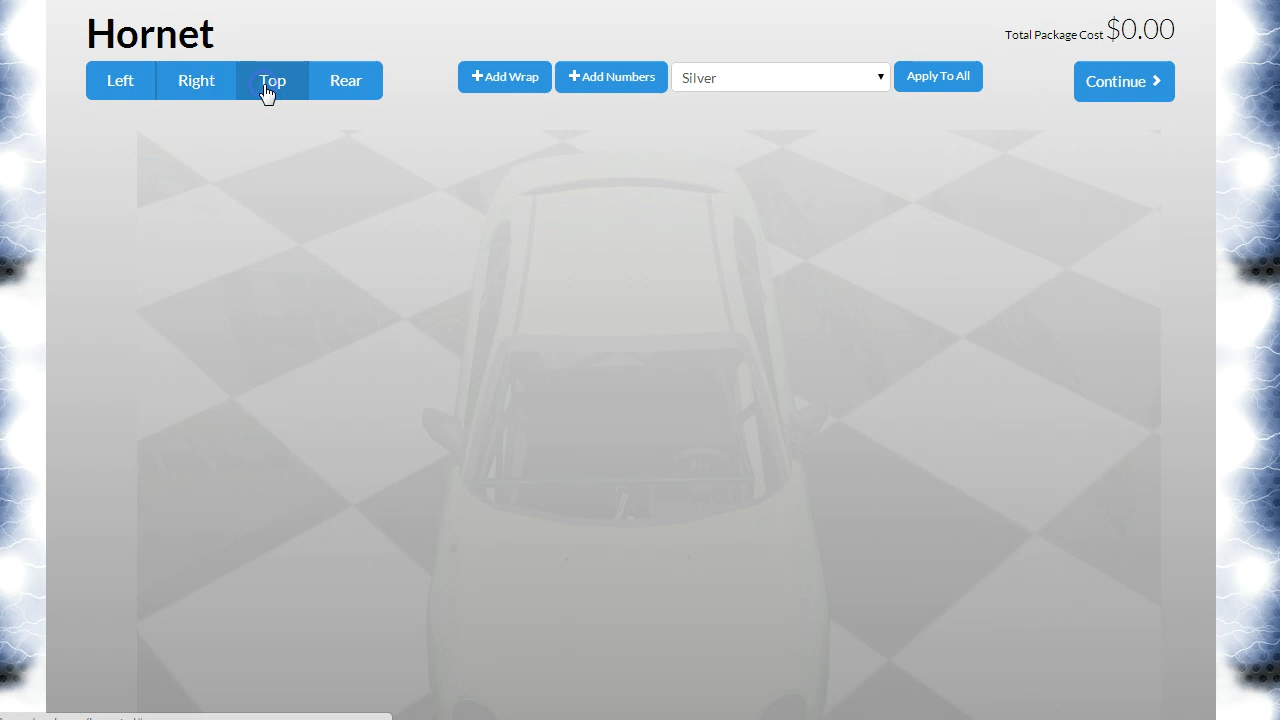 Hornet
Total Package Cost $0.00
Left Right Top Rear
Add Wrap Add Numbers Silver Apply To All Continue